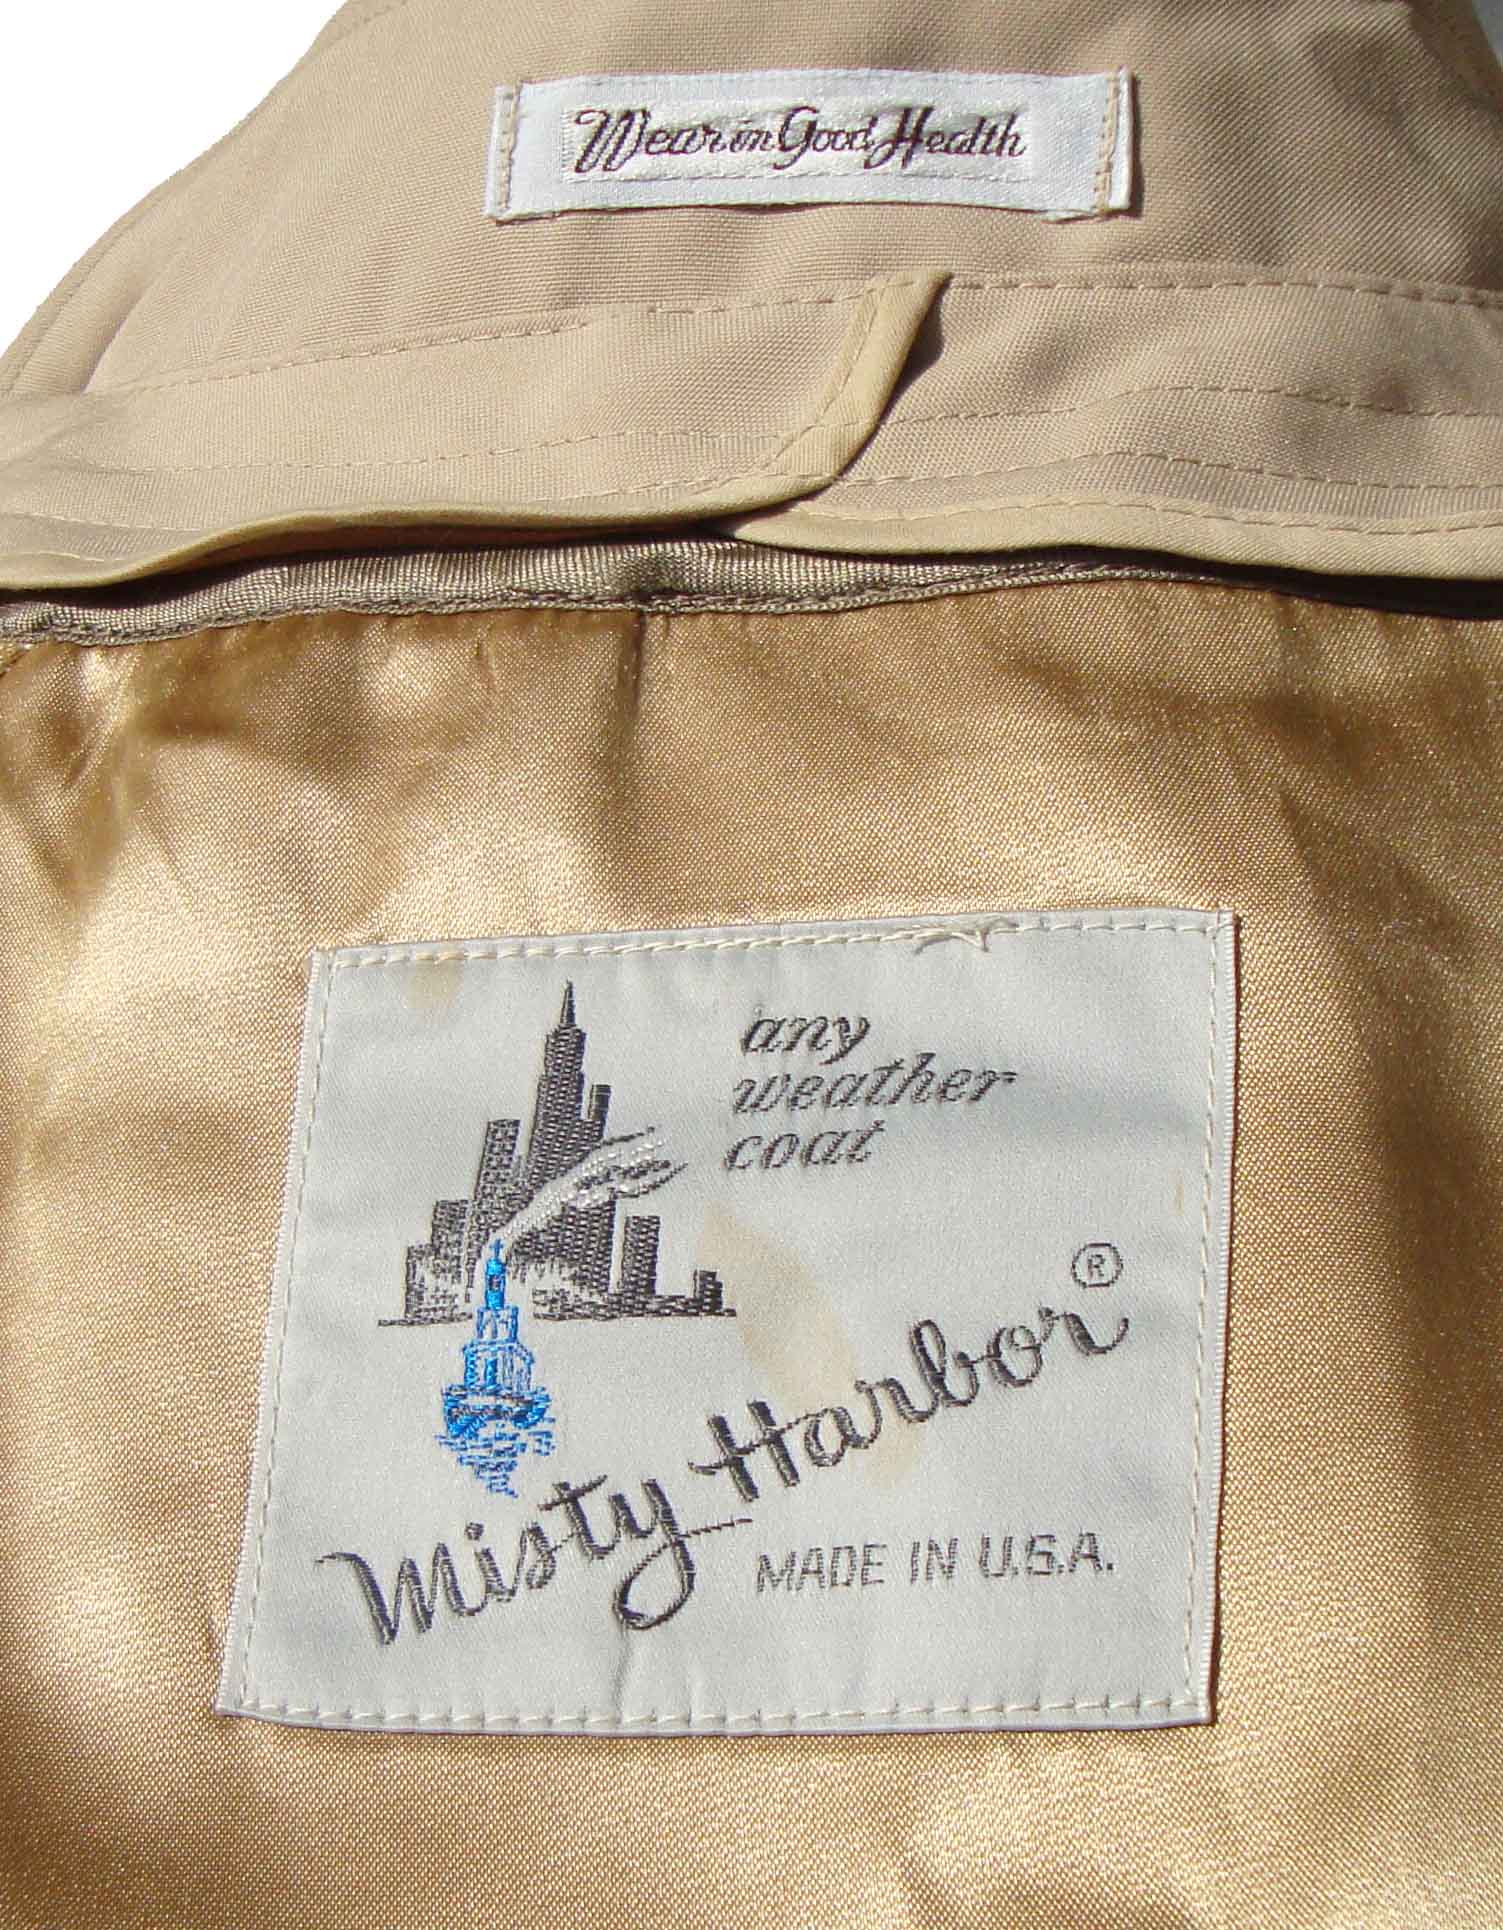 Wear in Good Health
any
weather
coat
Misty Harbor ®
MADE IN U.S.A.